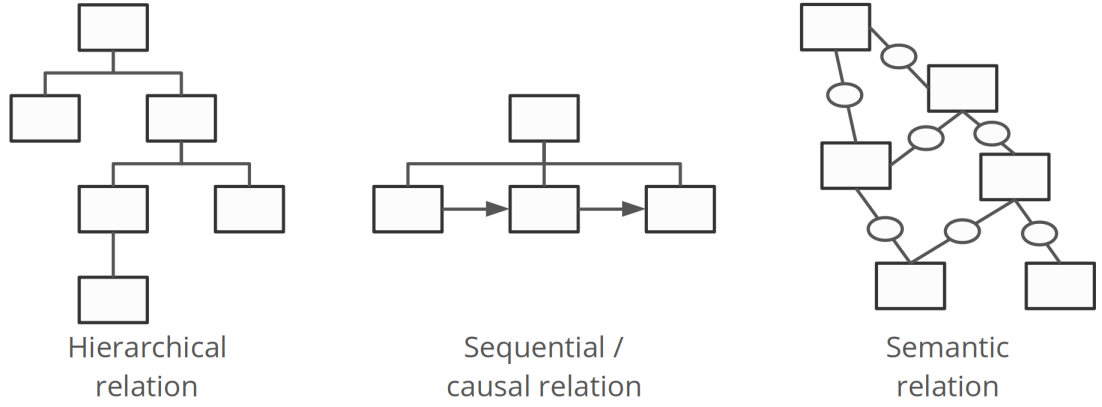 Hierarchical
relation
Sequential /
causal relation
Semantic
relation